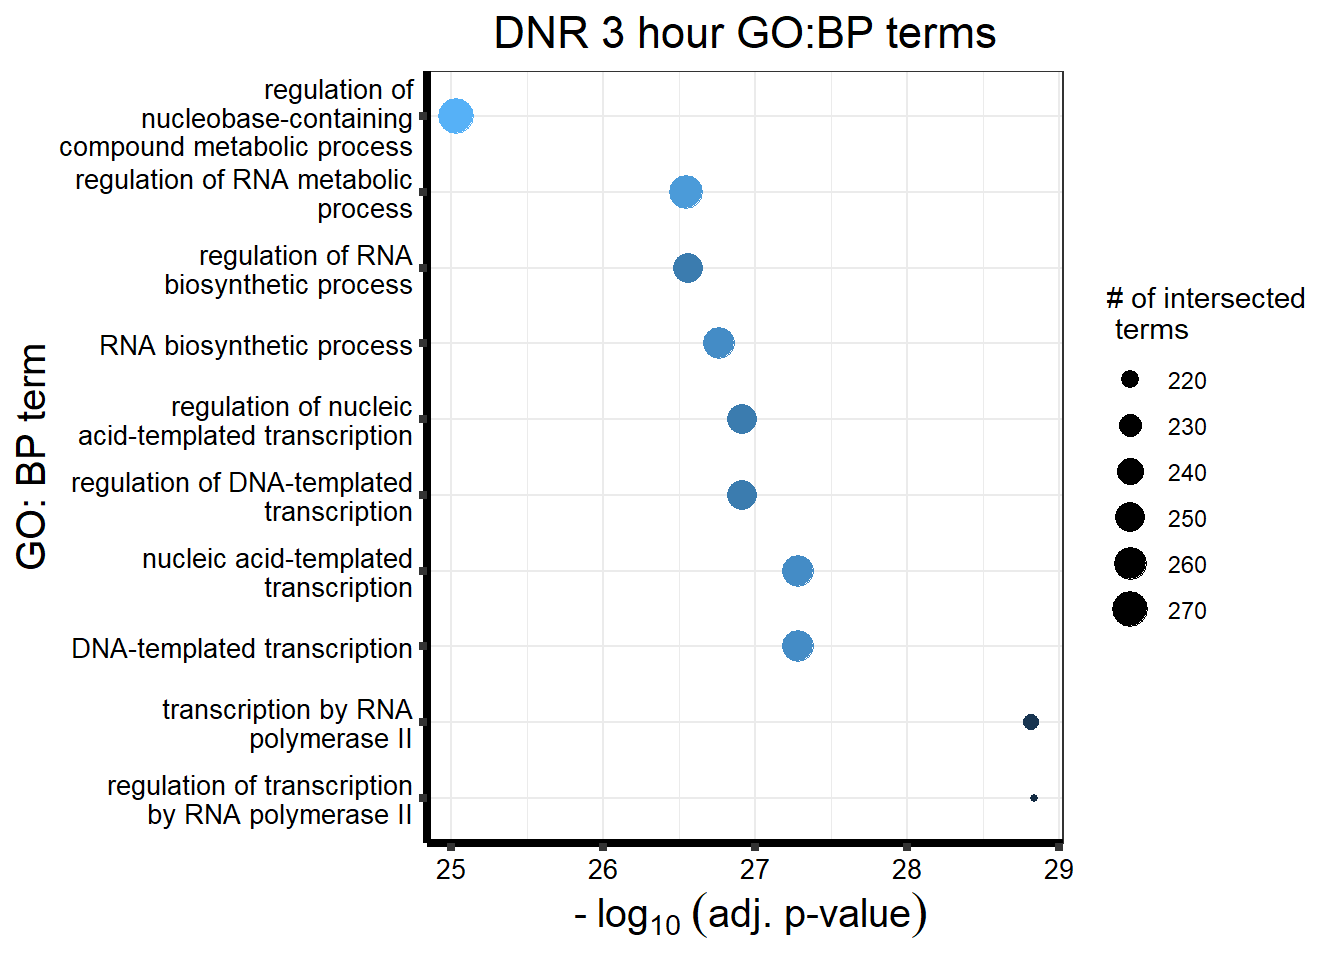 DNR 3 hour GO:BP terms
GO: BP term
regulation of
nucleobase-containing
compound metabolic process
regulation of RNA metabolic
process
regulation of RNA
biosynthetic process
RNA biosynthetic process
regulation of nucleic
acid-templated transcription
regulation of DNA-templated
transcription
nucleic acid-templated
transcription
DNA-templated transcription
transcription by RNA
polymerase II
regulation of transcription
by RNA polymerase II
25 26 27 28 29
- log10 (adj. p-value)
# of intersected
terms
220
230
240
250
260
270